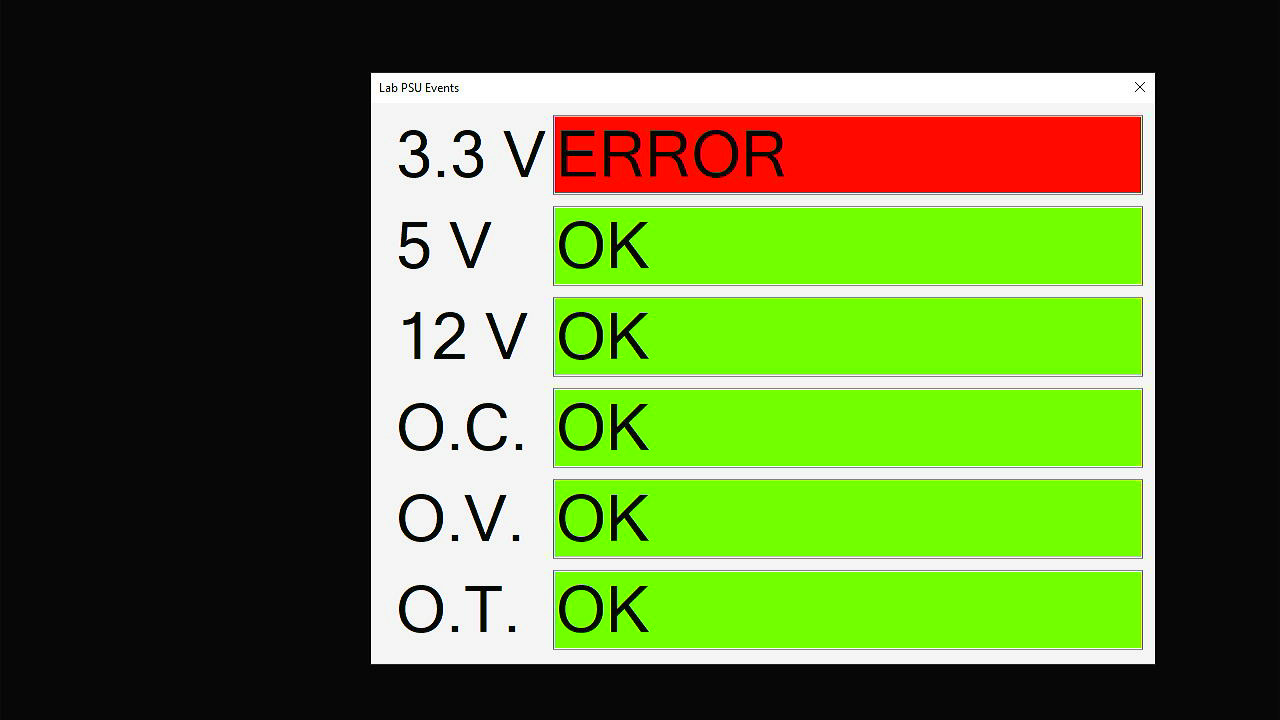 Lab PSU Events
3.3 V ERROR
5 V OK
12 V OK
O.C. OK
O.V. OK
O.T. OK